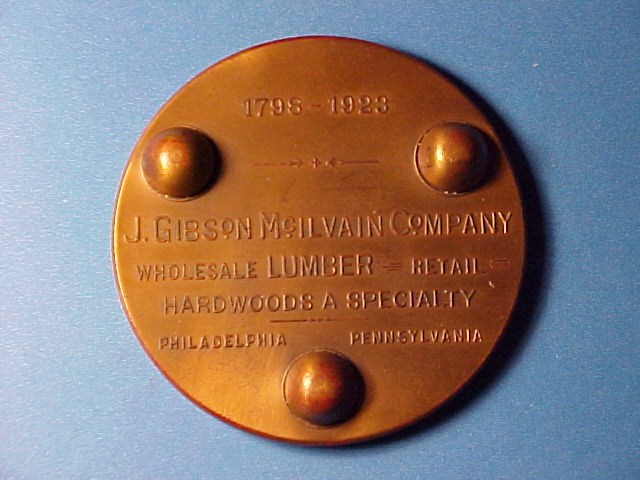 1798 - 1923
J. GIBSON McILVAIN COMPANY
WHOLESALE LUMBER = RETAIL =
HARDWOODS A SPECIALTY
PHILADELPHIA PENNSYLVANIA